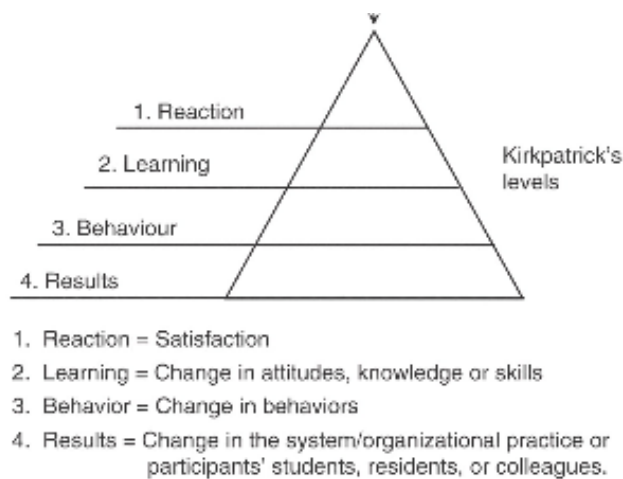 1. Reaction
2. Learning
Kirkpatrick's
levels
3. Behaviour
4. Results
1. Reaction = Satisfaction
2. Learning = Change in attitudes, knowledge or skills
3. Behavior = Change in behaviors
4. Results = Change in the system/organizational practice or
participants' students, residents, or colleagues.